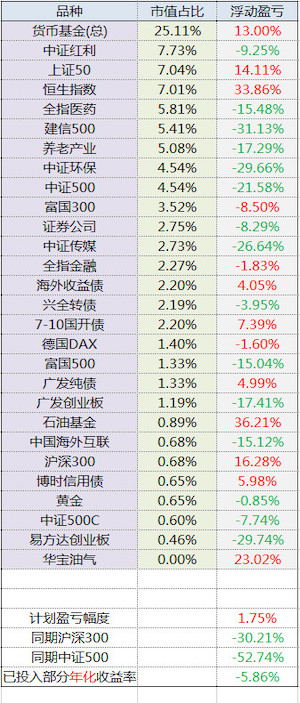 品种 市值占比 浮动盈亏
货币基金(总) 25.11% 13.00%
中证红利 7.73% -9.25%
上证50 7.04% 14.11%
恒生指数 7.01% 33.86%
全指医药 5.81% -15.48%
建信500 5.41% -31.13%
养老产业 5.08% -17.29%
中证环保 4.54% -29.66%
中证500 4.54% -21.58%
富国300 3.52% -8.50%
证券公司 2.75% -8.29%
中证传媒 2.73% -26.64%
全指金融 2.27% -1.83%
海外收益债 2.20% 4.05%
兴全转债 2.19% -3.95%
7-10国开债 2.20% 7.39%
德国DAX 1.40% -1.60%
富国500 1.33% -15.04%
广发纯债 1.33% 4.99%
广发创业板 1.19% -17.41%
石油基金 0.89% 36.21%
中国海外互联 0.68% -15.12%
沪深300 0.68% 16.28%
博时信用债 0.65% 5.98%
黄金 0.65% -0.85%
中证500C 0.60% -7.74%
易方达创业板 0.46% -29.74%
华宝油气 0.00% 23.02%
计划盈亏幅度 1.75%
同期沪深300 -30.21%
同期中证500 -52.74%
已投入部分年化收益率 -5.86%